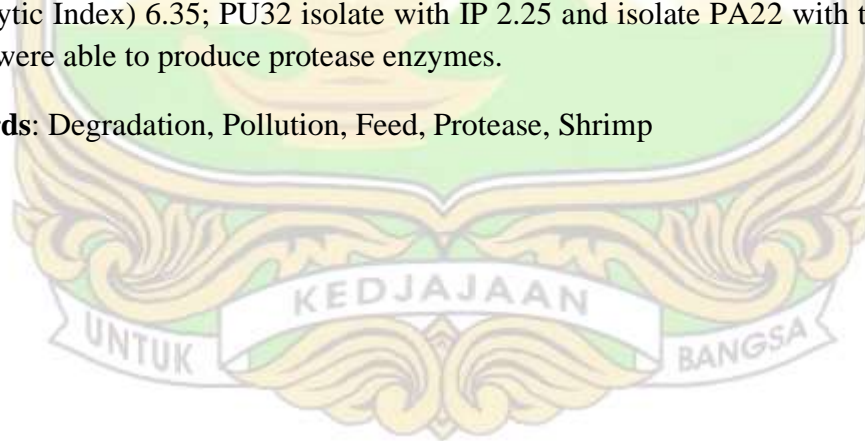 ytic Index) 6.35; PU32 isolate with IP 2.25 and isolate PA22 with t
were able to produce protease enzymes.
rds: Degradation, Pollution, Feed, Protease, Shrimp
KEDJAJAAN
UNTUK BANGSA